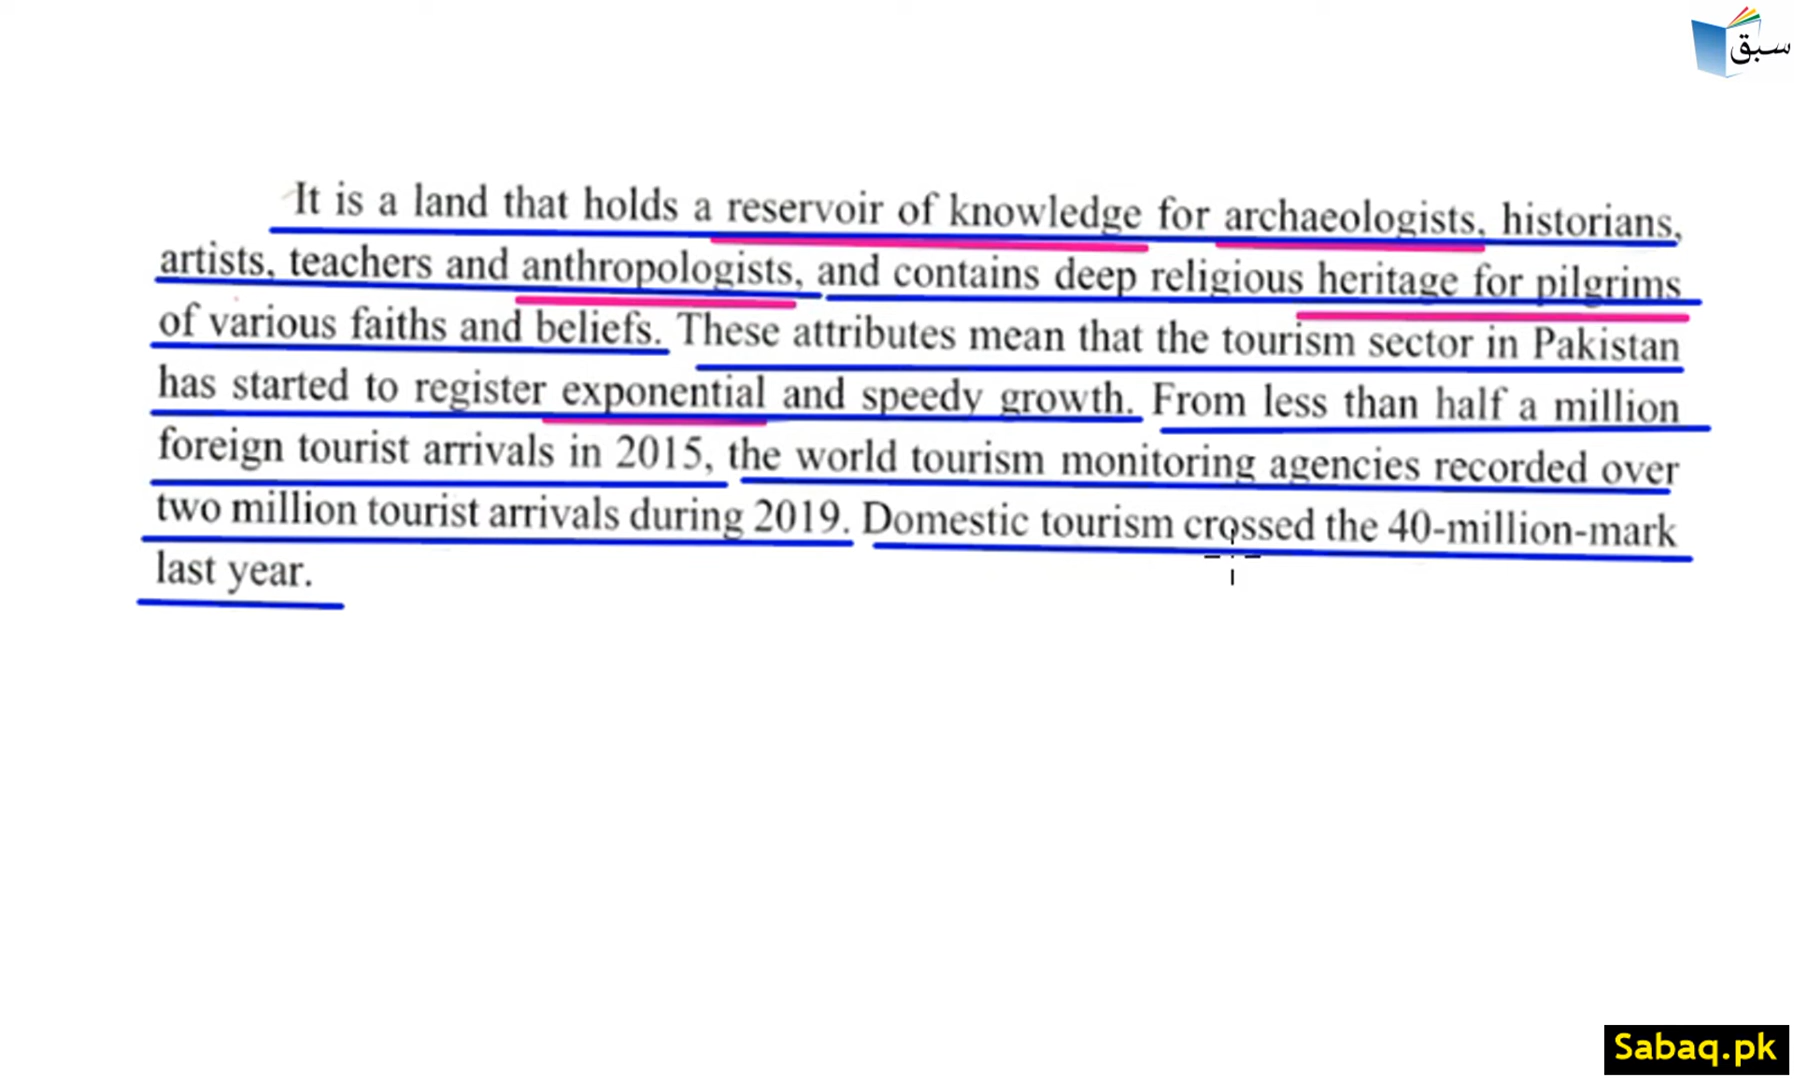 سبق
It is a land that holds a reservoir of knowledge for archaeologists, historians,
artists, teachers and anthropologists, and contains deep religious heritage for pilgrims
of various faiths and beliefs. These attributes mean that the tourism sector in Pakistan
has started to register exponential and speedy growth. From less than half a million
foreign tourist arrivals in 2015, the world tourism monitoring agencies recorded over
two million tourist arrivals during 2019. Domestic tourism crossed the 40-million-mark
last year.
Sabaq.pk